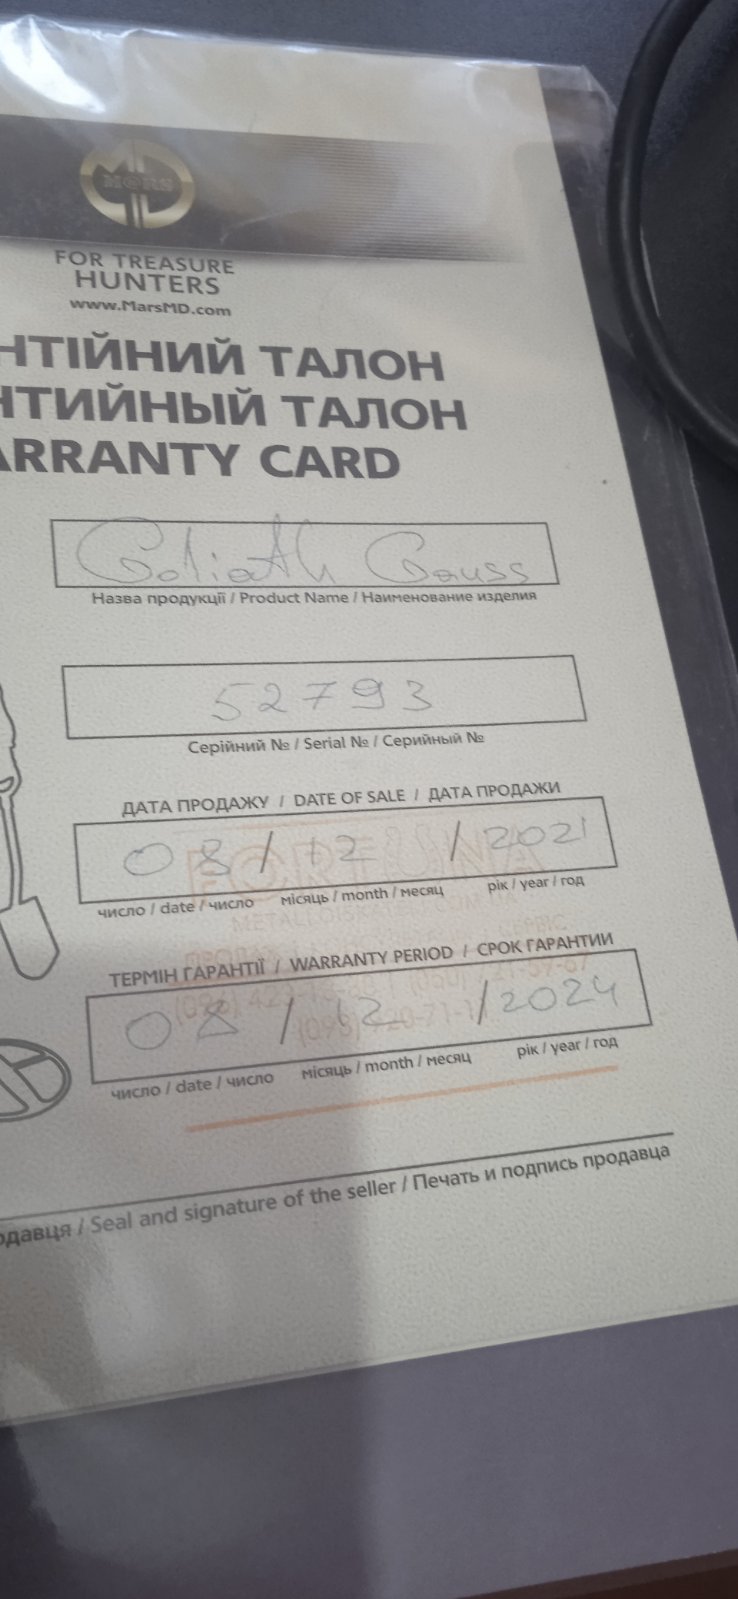 MARS
MD
FOR TREASURE
HUNTERS
www.MarsMD.com
НТІЙНИЙ ТАЛОН
НТИЙНЫЙ ТАЛОН
ARRANTY CARD
Goliath Gauss
Назва продукції / Product Name / Наименование изделия
52793
Серійний № / Serial № / Серийный №
ДАТА ПРОДАЖУ / DATE OF SALE / ДАТА ПРОДАЖИ
08 / 12 / 2021
FORTUNA
число / date / число місяць / month / месяц рік / year / год
ТЕРМІН ГАРАНТІЇ / WARRANTY PERIOD / СРОК ГАРАНТИИ
08 / 12 / 2024
число / date / число місяць / month / месяц рік / year / год
одавця / Seal and signature of the seller / Печать и подпись продавца